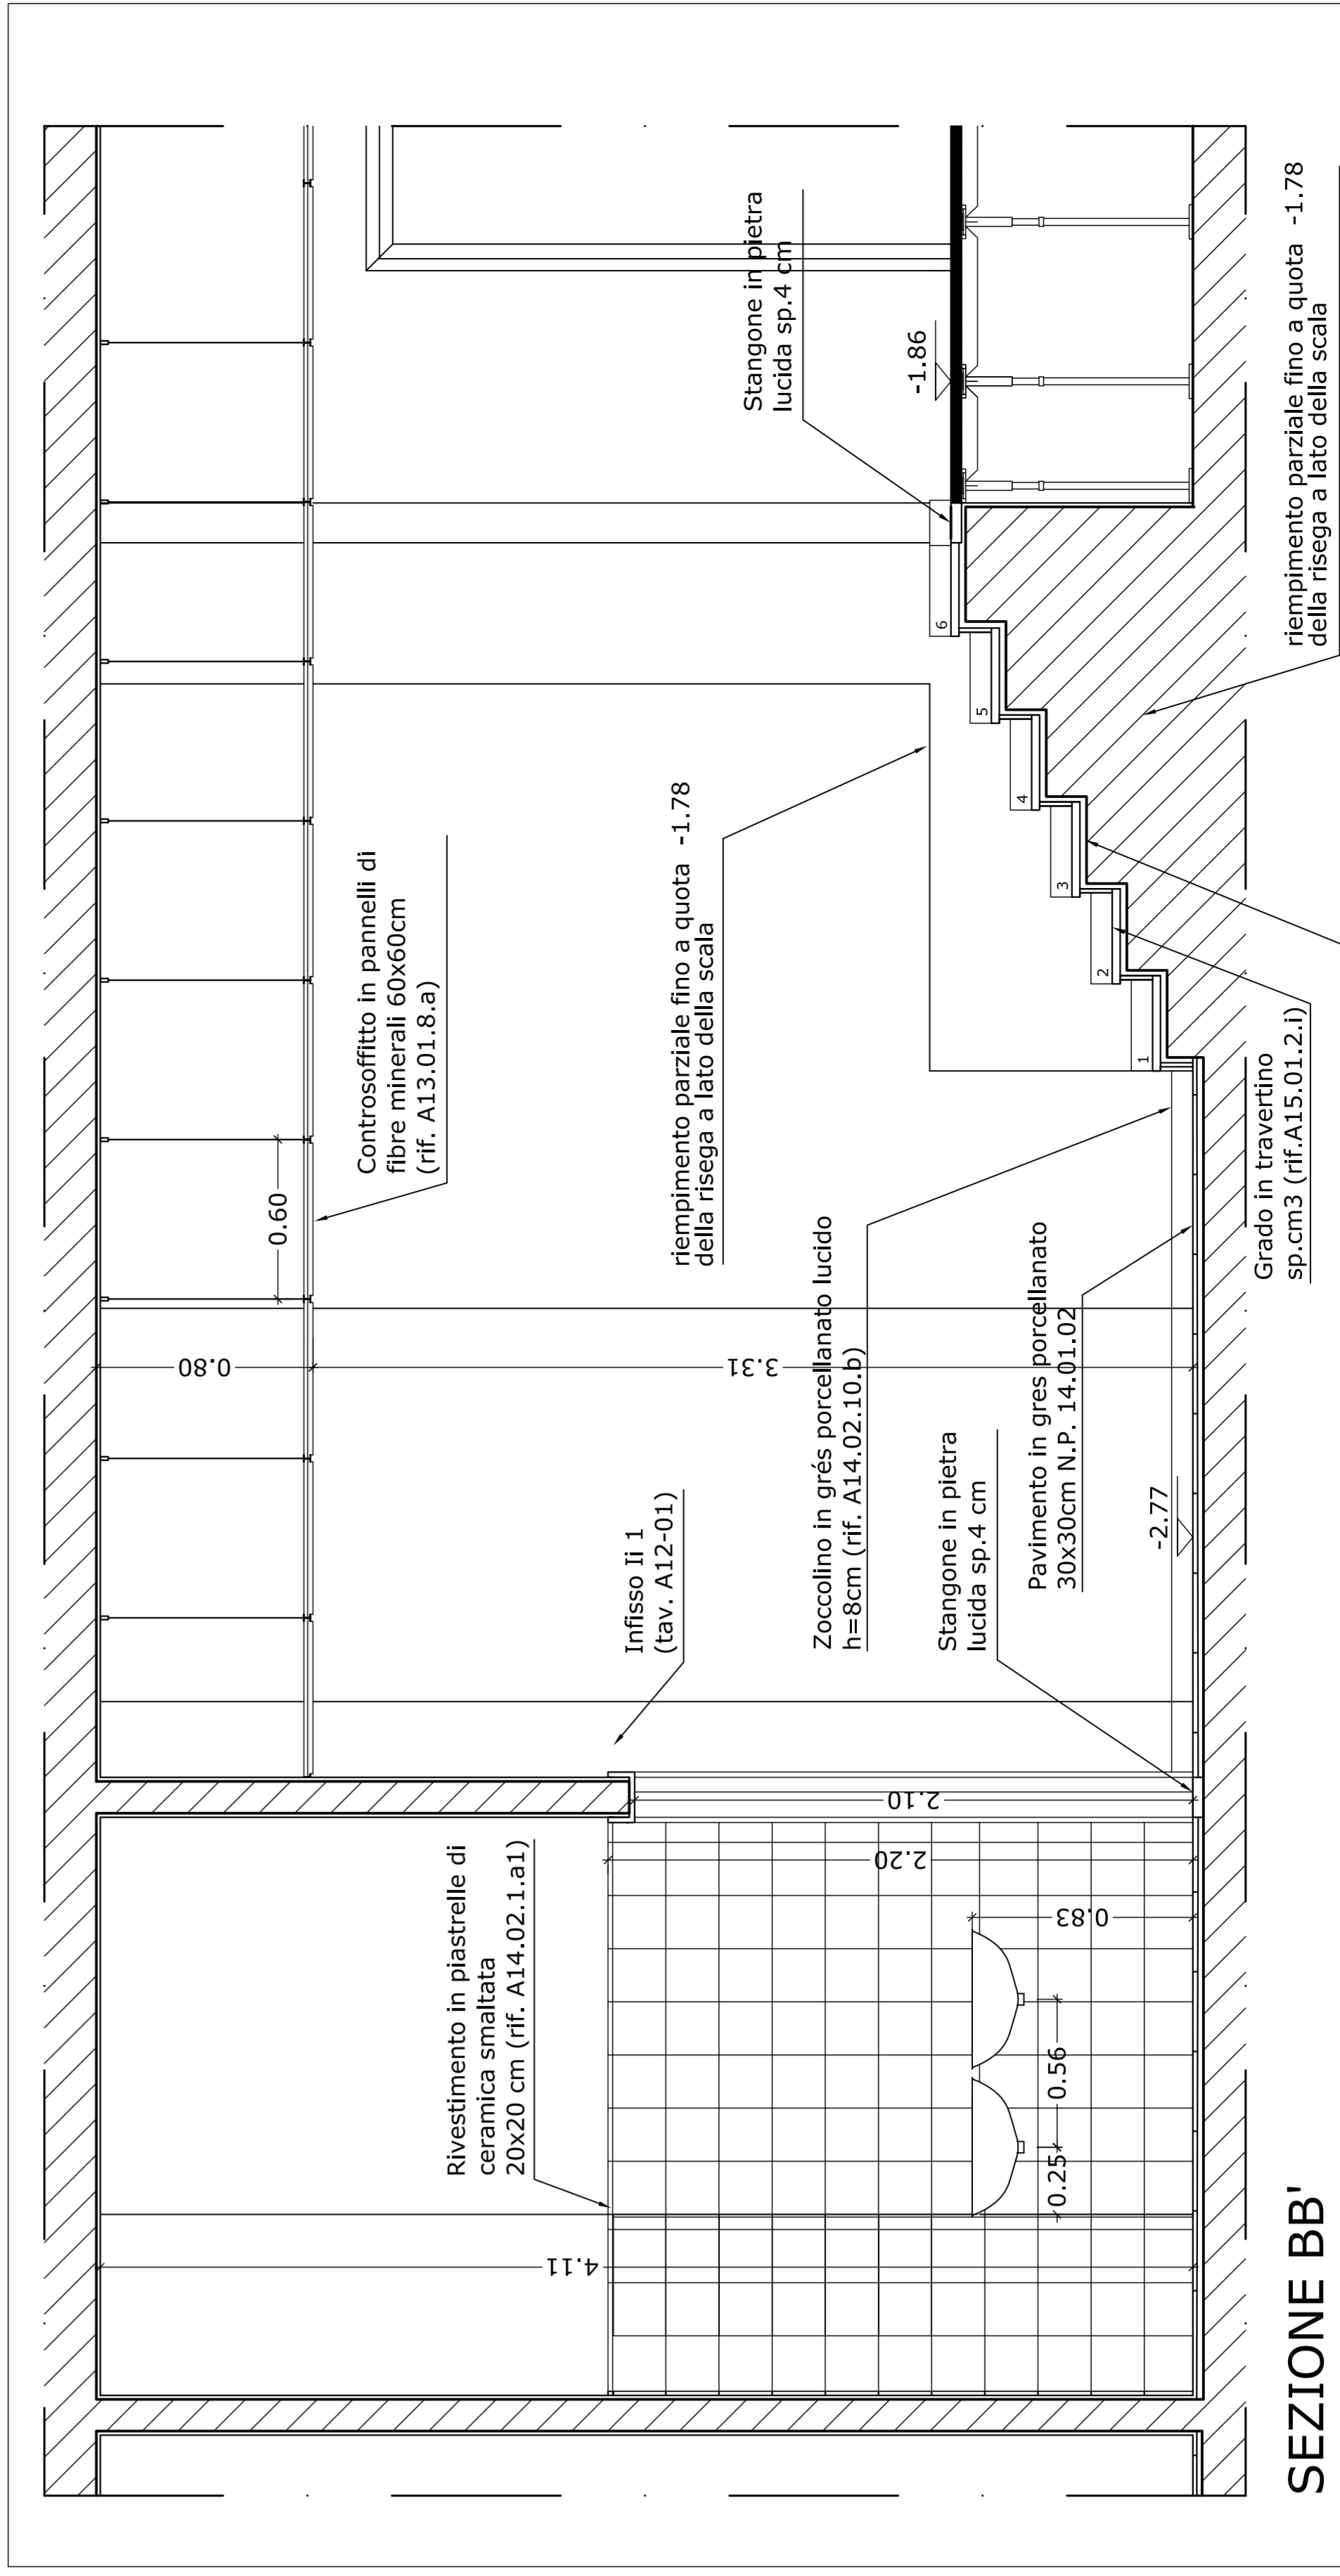 Stangone in pietra
lucida sp.4 cm
-1.86
riempimento parziale fino a quota -1.78
della risega a lato della scala
6
5
4
3
2
1
Controsoffitto in pannelli di
fibre minerali 60x60cm
(rif. A13.01.8.a)
0.60
riempimento parziale fino a quota -1.78
della risega a lato della scala
Grado in travertino
sp.cm3 (rif.A15.01.2.i)
0.80
3.31
Zoccolino in grés porcellanato lucido
h=8cm (rif. A14.02.10.b)
Pavimento in gres porcellanato
30x30cm N.P. 14.01.02
Stangone in pietra
lucida sp.4 cm
-2.77
Infisso Ii 1
(tav. A12-01)
2.10
2.20
0.83
0.56
0.25
Rivestimento in piastrelle di
ceramica smaltata
20x20 cm (rif. A14.02.1.a1)
4.11
SEZIONE BB'